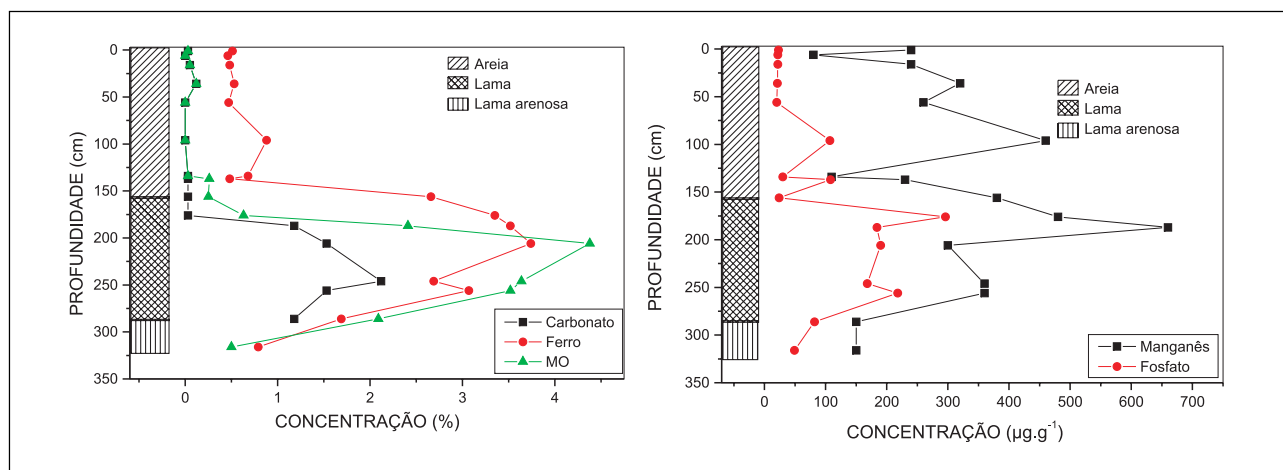 0
50
100
150
200
250
300
350
PROFUNDIDADE (cm)
Areia
Lama
Lama arenosa
Carbonato
Ferro
MO
0 1 2 3 4
CONCENTRAÇÃO (%)
0
50
100
150
200
250
300
350
PROFUNDIDADE (cm)
Areia
Lama
Lama arenosa
Manganês
Fosfato
0 100 200 300 400 500 600 700
CONCENTRAÇÃO (µg.g⁻¹)